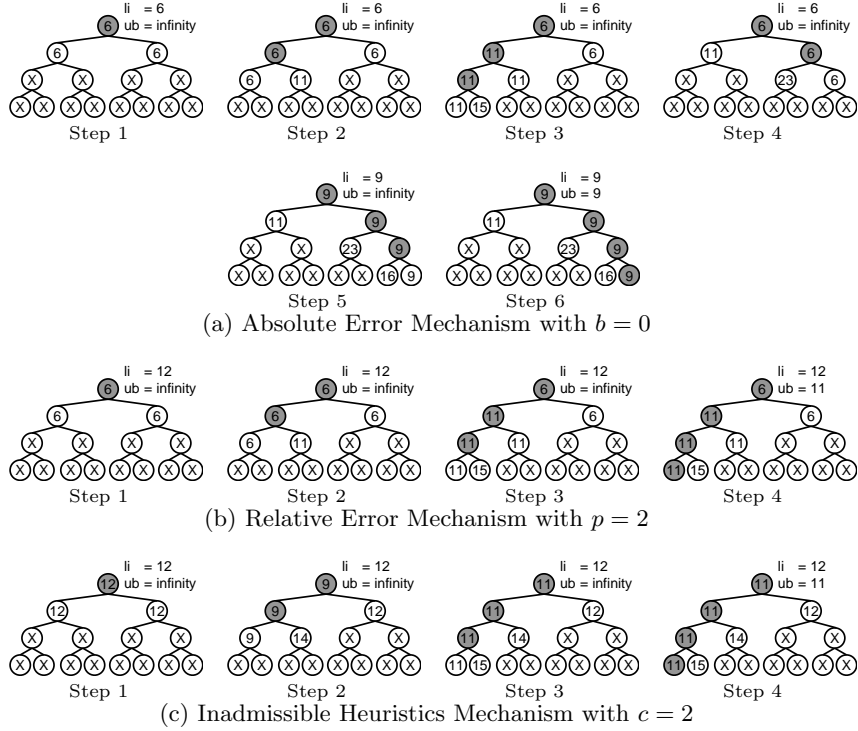 li = 6 li = 6 li = 6 li = 6
6 ub = infinity 6 ub = infinity 6 ub = infinity 6 ub = infinity
6 6 6 6 11 6 11 6
X X X X 6 11 X X 11 11 X X X X 23 6
X X X X X X X X X X X X X X X X 11 15 X X X X X X X X X X X X X X
Step 1 Step 2 Step 3 Step 4
li = 9 li = 9
9 ub = infinity 9 ub = 9
11 9 11 9
X X 23 9 X X 23 9
X X X X X X 16 9 X X X X X X 16 9
Step 5 Step 6
(a) Absolute Error Mechanism with b = 0
li = 12 li = 12 li = 12 li = 12
6 ub = infinity 6 ub = infinity 6 ub = infinity 6 ub = 11
6 6 6 6 11 6 11 6
X X X X 6 11 X X 11 11 X X 11 11 X X
X X X X X X X X X X X X X X X X 11 15 X X X X X X 11 15 X X X X X X
Step 1 Step 2 Step 3 Step 4
(b) Relative Error Mechanism with p = 2
li = 12 li = 12 li = 12 li = 12
12 ub = infinity 9 ub = infinity 11 ub = infinity 11 ub = 11
12 12 9 12 11 12 11 12
X X X X 9 14 X X 11 14 X X 11 14 X X
X X X X X X X X X X X X X X X X 11 15 X X X X X X 11 15 X X X X X X
Step 1 Step 2 Step 3 Step 4
(c) Inadmissible Heuristics Mechanism with c = 2